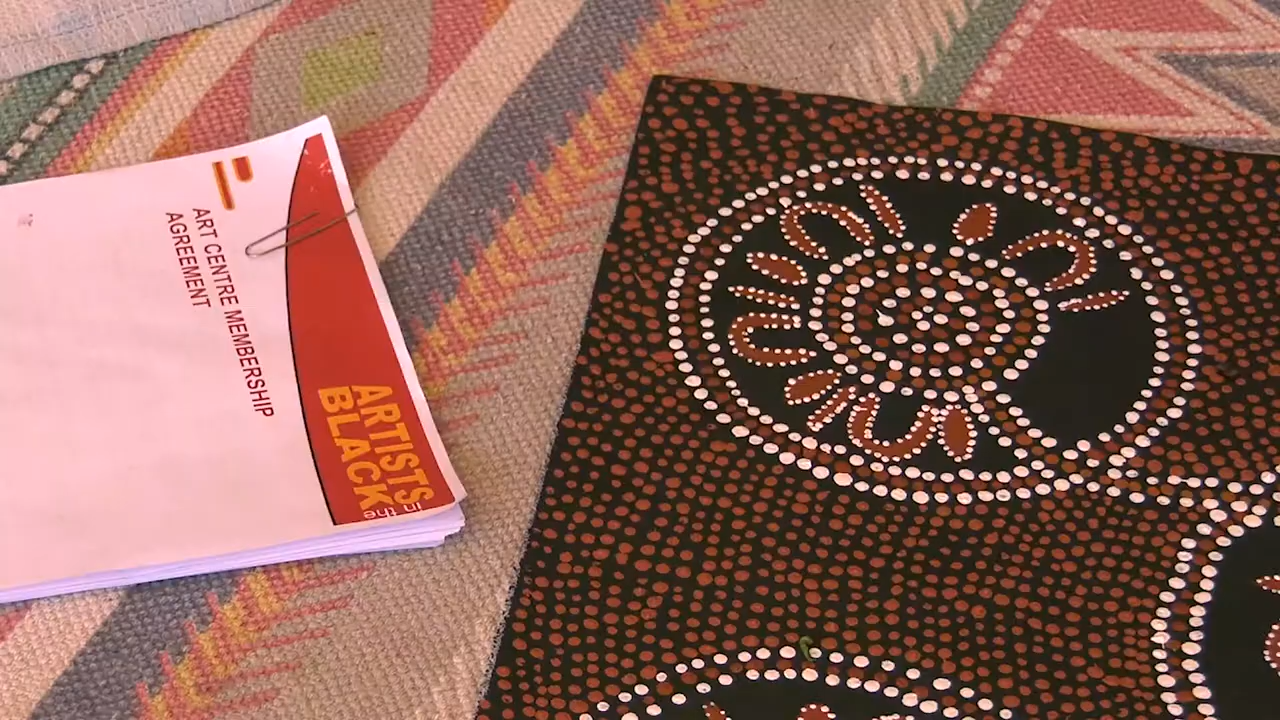 ARTISTS
in the
BLACK
ART CENTRE MEMBERSHIP
AGREEMENT